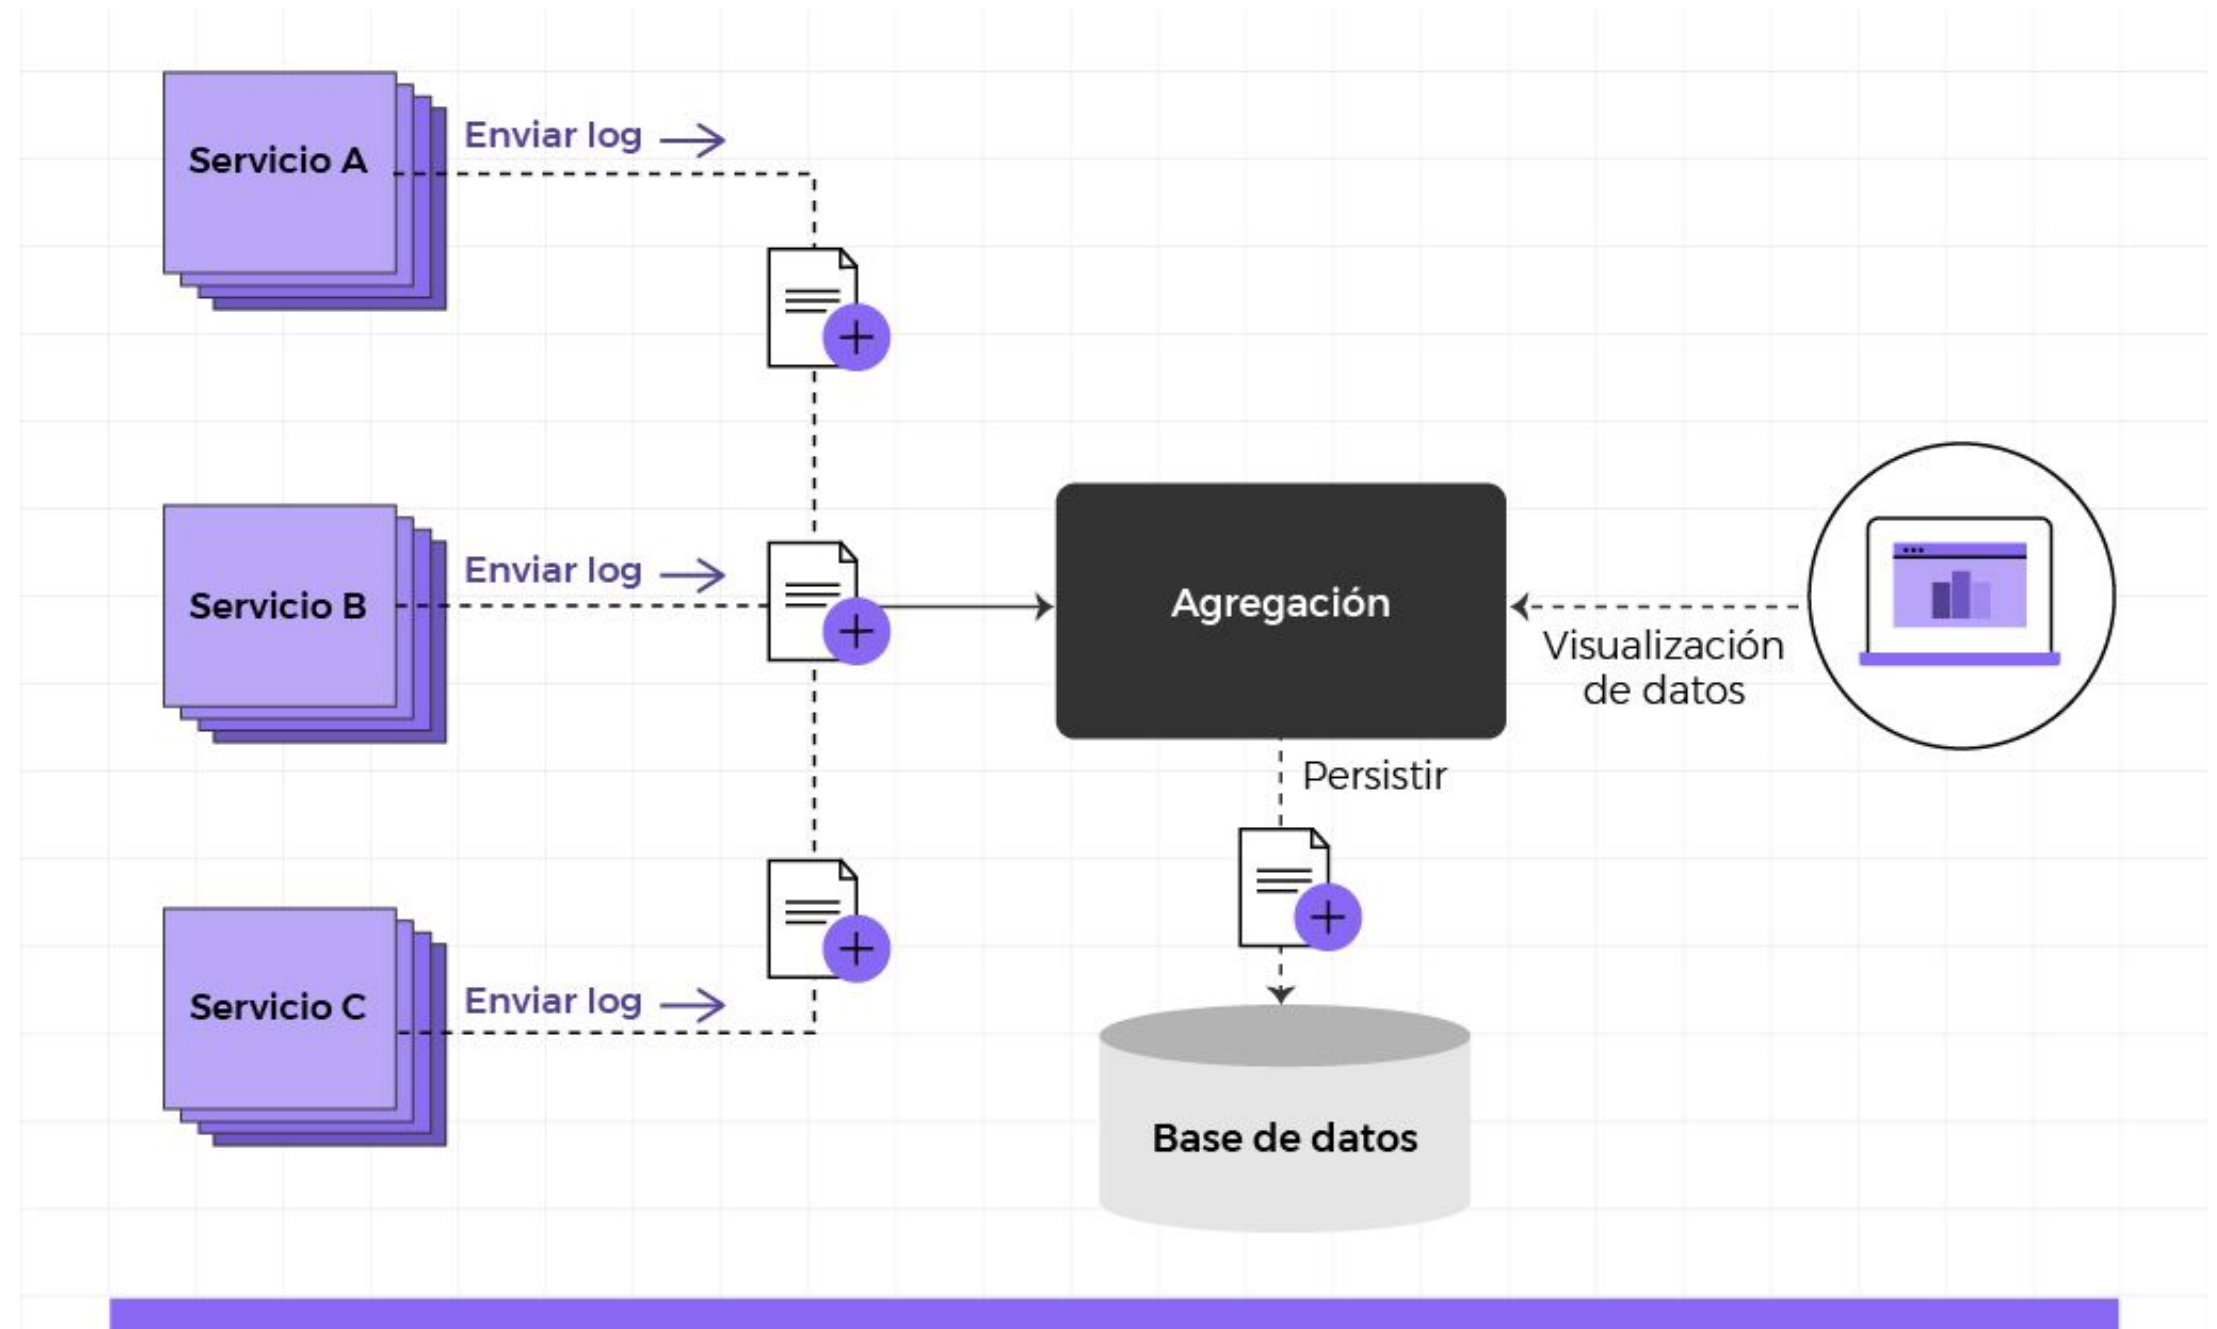 Servicio A
Enviar log
Servicio B
Enviar log
Agregación
Visualización
de datos
Persistir
Servicio C
Enviar log
Base de datos